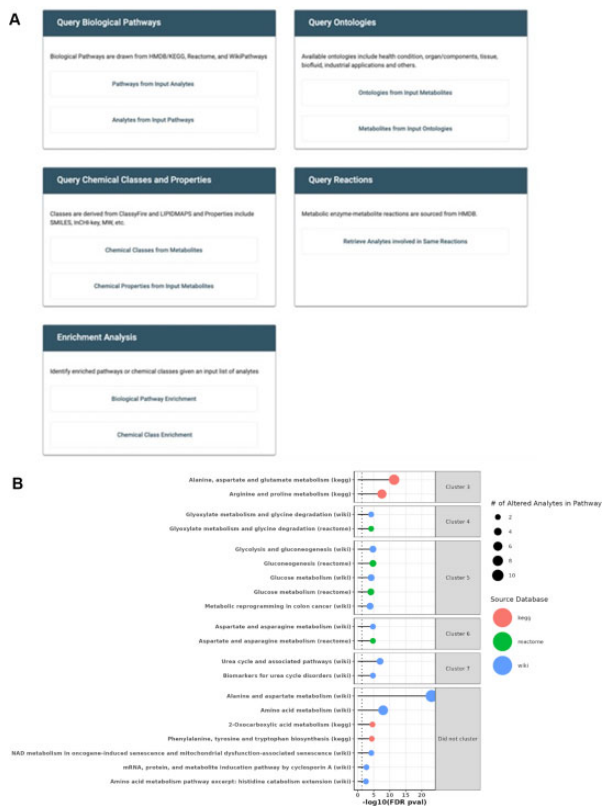 A
Query Biological Pathways
Biological Pathways are drawn from HMDB/KEGG, Reactome, and WikiPathways
Pathways from Input Analytes
Analytes from Input Pathways
Query Ontologies
Available ontologies include health condition, organ/components, tissue,
biofluid, industrial applications and others.
Ontologies from Input Metabolites
Metabolites from Input Ontologies
Query Chemical Classes and Properties
Classes are derived from ClassyFire and LIPIDMAPS and Properties include
SMILES, InCHI-key, MW, etc.
Chemical Classes from Metabolites
Chemical Properties from Input Metabolites
Query Reactions
Metabolic enzyme-metabolite reactions are sourced from HMDB.
Retrieve Analytes involved in Same Reactions
Enrichment Analysis
Identify enriched pathways or chemical classes given an input list of analytes
Biological Pathway Enrichment
Chemical Class Enrichment
B
Alanine, aspartate and glutamate metabolism (kegg)
Arginine and proline metabolism (kegg)
Cluster 3
Glyoxylate metabolism and glycine degradation (wiki)
Glyoxylate metabolism and glycine degradation (reactome)
Cluster 4
Glycolysis and gluconeogenesis (wiki)
Gluconeogenesis (reactome)
Glucose metabolism (wiki)
Glucose metabolism (reactome)
Metabolic reprogramming in colon cancer (wiki)
Cluster 5
Aspartate and asparagine metabolism (wiki)
Aspartate and asparagine metabolism (reactome)
Cluster 6
Urea cycle and associated pathways (wiki)
Biomarkers for urea cycle disorders (wiki)
Cluster 7
Alanine and aspartate metabolism (wiki)
Amino acid metabolism (wiki)
2-Oxocarboxylic acid metabolism (kegg)
Phenylalanine, tyrosine and tryptophan biosynthesis (kegg)
NAD metabolism in oncogene-induced senescence and mitochondrial dysfunction-associated senescence (wiki)
mRNA, protein, and metabolite inducation pathway by cyclosporin A (wiki)
Amino acid metabolism pathway excerpt: histidine catabolism extension (wiki)
Did not cluster
0 5 10 15 20
-log10(FDR pval)
# of Altered Analytes in Pathway
2
4
6
8
10
Source Database
kegg
reactome
wiki